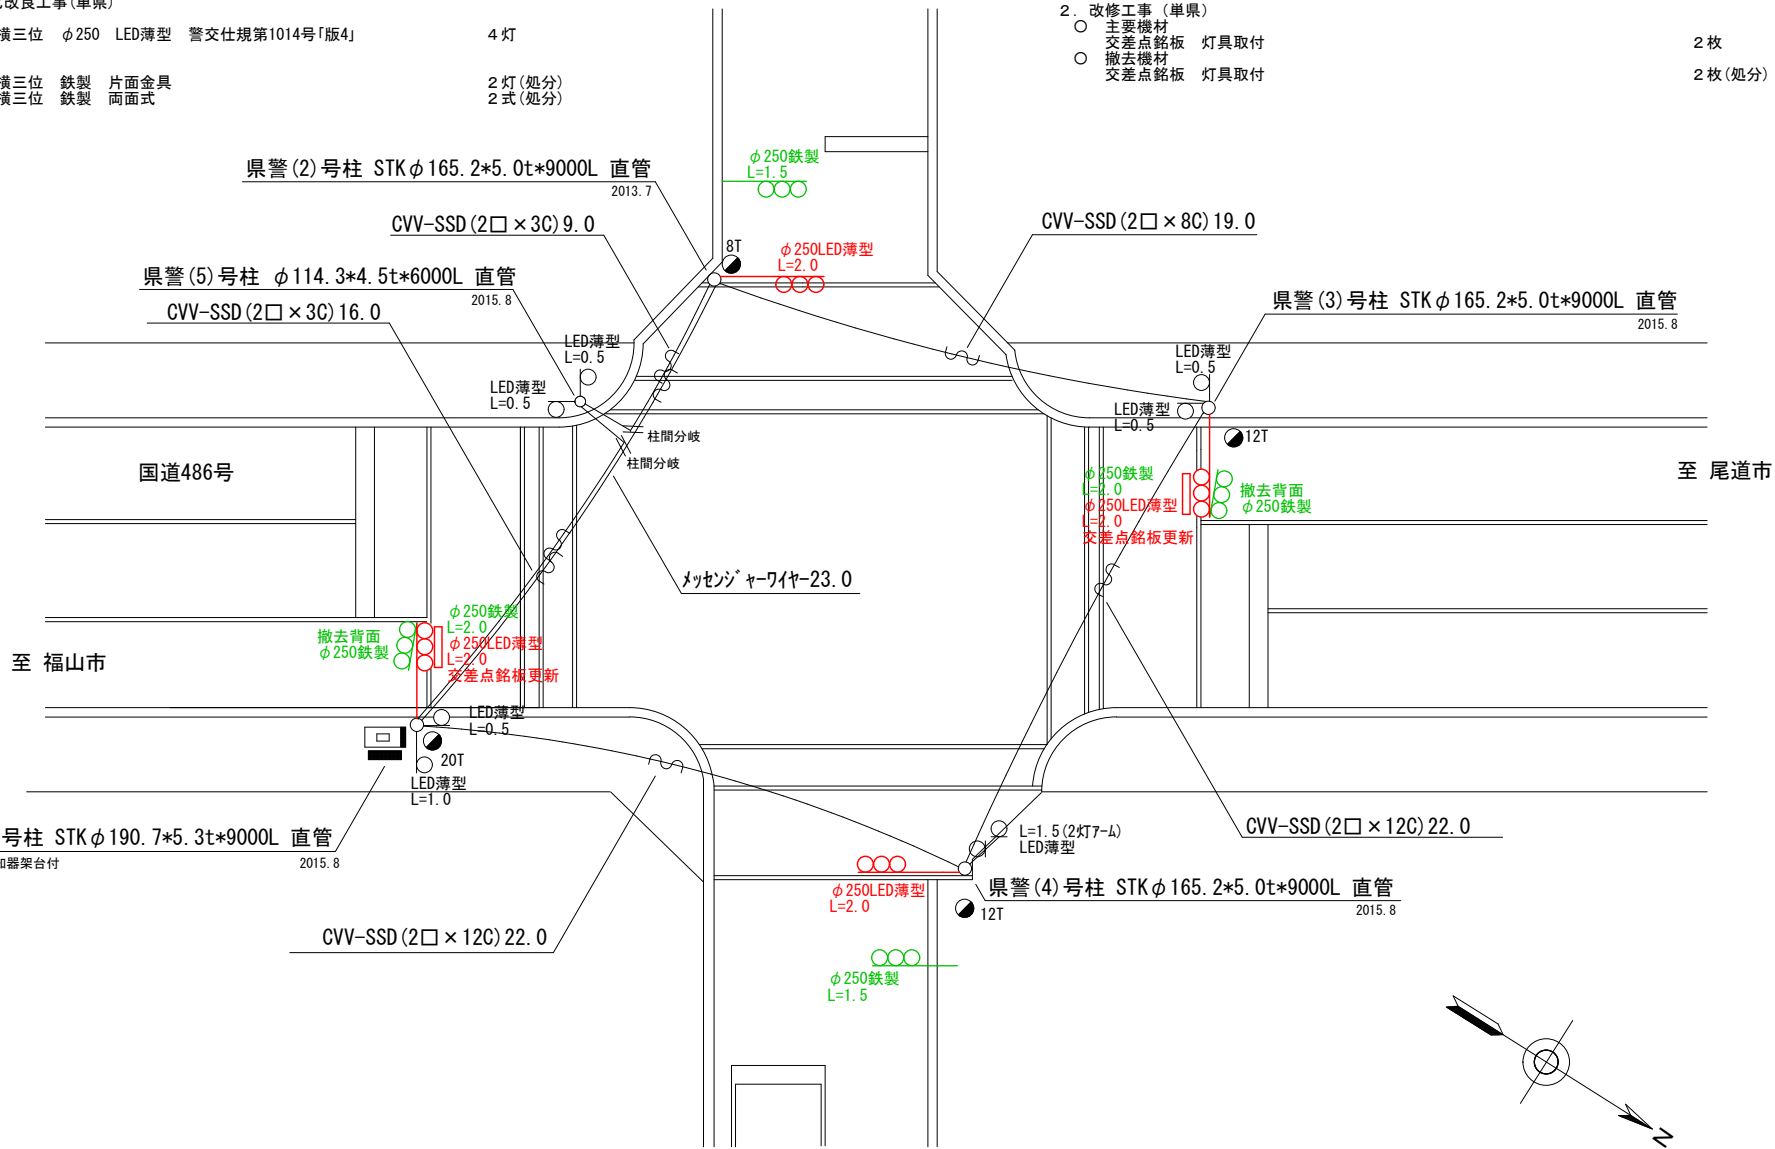 改良工事(単県)
横三位 φ250 LED薄型 警交仕規第1014号「版4」 4灯
横三位 鉄製 片面金具 2灯(処分)
横三位 鉄製 両面式 2式(処分)
2. 改修工事 (単県)
○ 主要機材
交差点銘板 灯具取付 2枚
○ 撤去機材
交差点銘板 灯具取付 2枚(処分)
県警(2)号柱 STKφ165.2*5.0t*9000L 直管
2013.7
φ250鉄製
L=1.5
CVV-SSD(2□×3C)9.0
CVV-SSD(2□×8C)19.0
8T
φ250LED薄型
L=2.0
県警(5)号柱 φ114.3*4.5t*6000L 直管
2015.8
CVV-SSD(2□×3C)16.0
県警(3)号柱 STKφ165.2*5.0t*9000L 直管
2015.8
LED薄型
L=0.5
LED薄型
L=0.5
LED薄型
L=0.5
LED薄型
L=0.5
12T
柱間分岐
柱間分岐
国道486号
至 尾道市
φ250鉄製
L=2.0
φ250LED薄型
L=2.0
交差点銘板更新
撤去背面
φ250鉄製
メッセンジャーワイヤー23.0
φ250鉄製
L=2.0
φ250LED薄型
L=2.0
交差点銘板更新
撤去背面
φ250鉄製
至 福山市
LED薄型
L=0.5
20T
LED薄型
L=1.0
号柱 STKφ190.7*5.3t*9000L 直管
加器架台付
2015.8
L=1.5(2灯アーム)
LED薄型
CVV-SSD(2□×12C)22.0
φ250LED薄型
L=2.0
県警(4)号柱 STKφ165.2*5.0t*9000L 直管
2015.8
12T
CVV-SSD(2□×12C)22.0
φ250鉄製
L=1.5
N